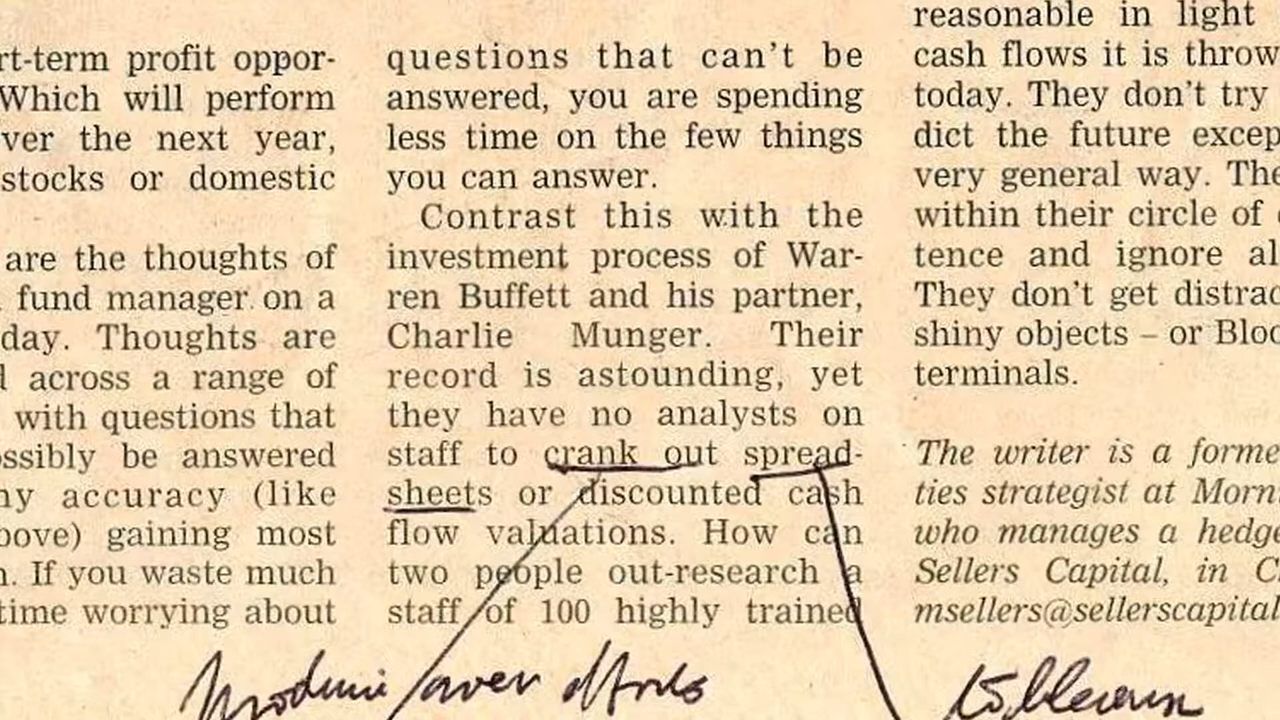 rt-term profit oppor-
Which will perform
ver the next year,
stocks or domestic
are the thoughts of
fund manager on a
day. Thoughts are
across a range of
with questions that
ossibly be answered
ny accuracy (like
bove) gaining most
n. If you waste much
time worrying about
questions that can't be
answered, you are spending
less time on the few things
you can answer.
Contrast this with the
investment process of War-
ren Buffett and his partner,
Charlie Munger. Their
record is astounding, yet
they have no analysts on
staff to crank out spread-
sheets or discounted cash
flow valuations. How can
two people out-research a
staff of 100 highly trained
reasonable in light
cash flows it is throw
today. They don't try
dict the future excep
very general way. The
within their circle of
tence and ignore al
They don't get distrac
shiny objects – or Bloo
terminals.
The writer is a forme
ties strategist at Morn
who manages a hedge
Sellers Capital, in C
msellers@sellerscapital